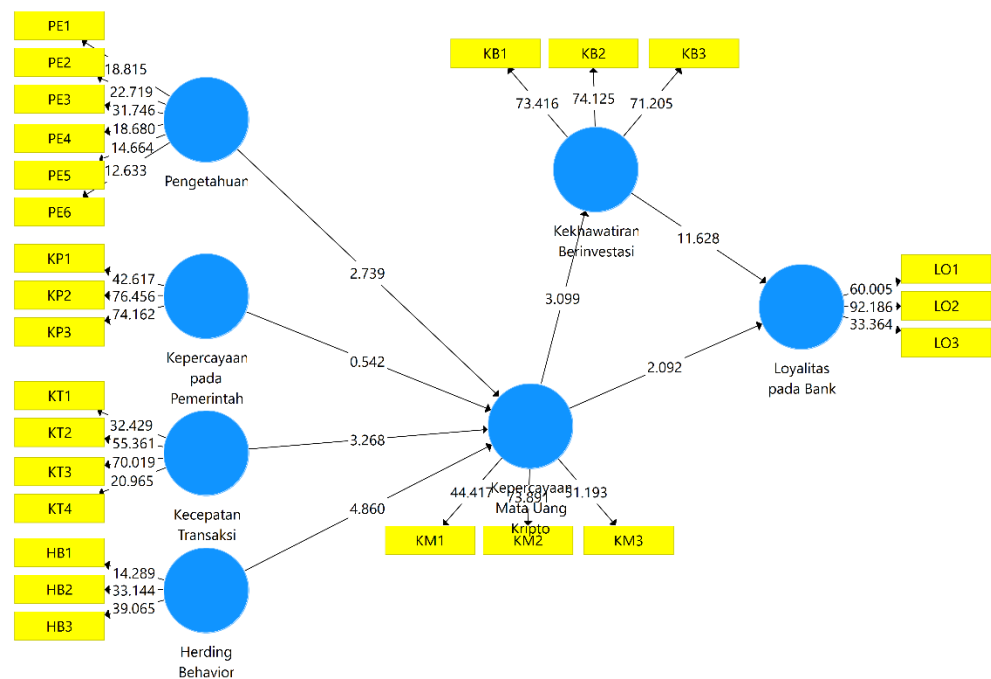 PE1
PE2
PE3
PE4
PE5
PE6
18.815
22.719
31.746
18.680
14.664
12.633
Pengetahuan
KP1
KP2
KP3
42.617
76.456
74.162
Kepercayaan
pada
Pemerintah
KT1
KT2
KT3
KT4
32.429
55.361
70.019
20.965
Kecepatan
Transaksi
HB1
HB2
HB3
14.289
33.144
39.065
Herding
Behavior
2.739
0.542
3.268
4.860
KB1
KB2
KB3
73.416
74.125
71.205
Kekhawatiran
Berinvestasi
3.099
11.628
2.092
Kepercayaan
Mata Uang
Kripto
44.417
73.891
51.193
KM1
KM2
KM3
60.005
92.186
33.364
LO1
LO2
LO3
Loyalitas
pada Bank